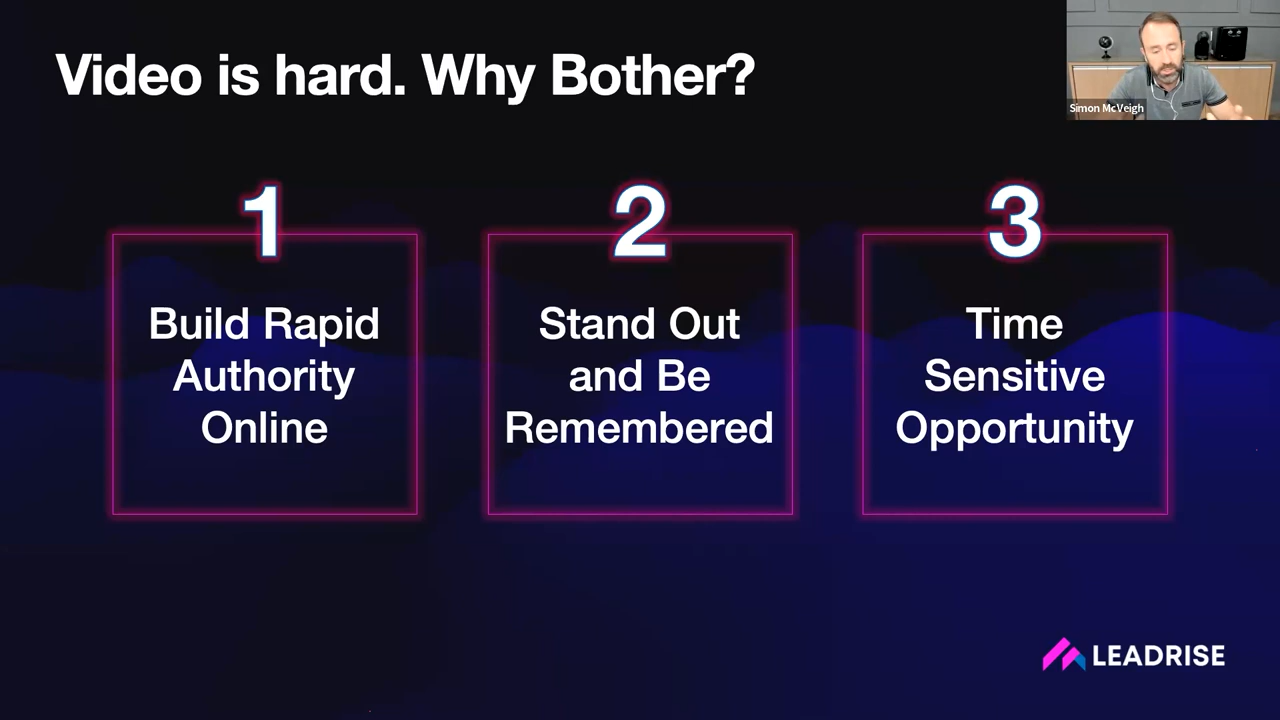 Video is hard. Why Bother?
Simon McVeigh
1
Build Rapid
Authority
Online
2
Stand Out
and Be
Remembered
3
Time
Sensitive
Opportunity
LEADRISE